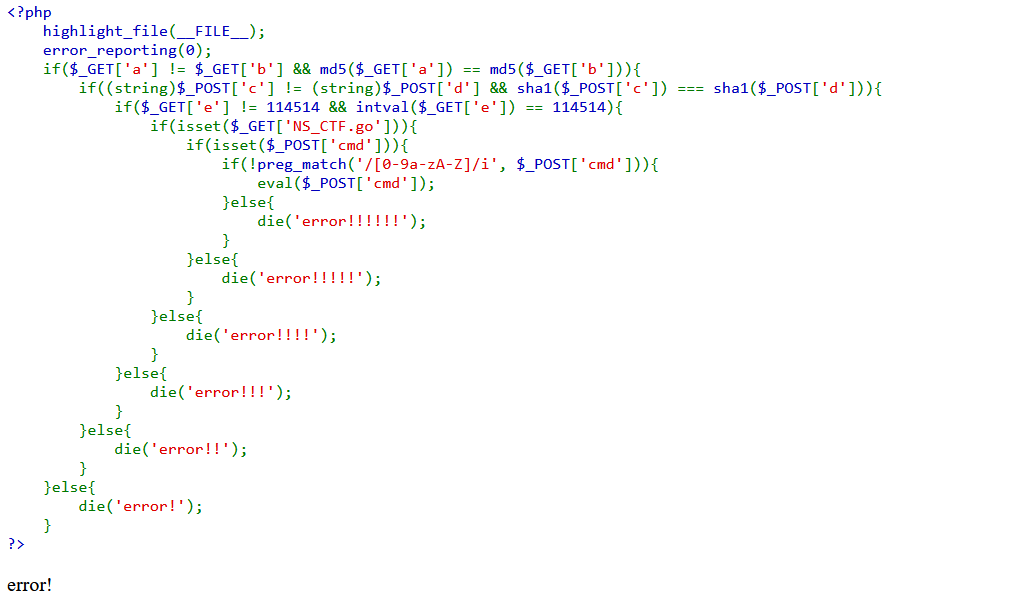 <?php
    highlight_file(__FILE__);
    error_reporting(0);
    if($_GET['a'] != $_GET['b'] && md5($_GET['a']) == md5($_GET['b'])){
        if((string)$_POST['c'] != (string)$_POST['d'] && sha1($_POST['c']) === sha1($_POST['d'])){
            if($_GET['e'] != 114514 && intval($_GET['e']) == 114514){
                if(isset($_GET['NS_CTF.go'])){
                    if(isset($_POST['cmd'])){
                        if(!preg_match('/[0-9a-zA-Z]/i', $_POST['cmd'])){
                            eval($_POST['cmd']);
                        }else{
                            die('error!!!!!!');
                        }
                    }else{
                        die('error!!!!!');
                    }
                }else{
                    die('error!!!!');
                }
            }else{
                die('error!!!');
            }
        }else{
            die('error!!');
        }
    }else{
        die('error!');
    }
?>
error!